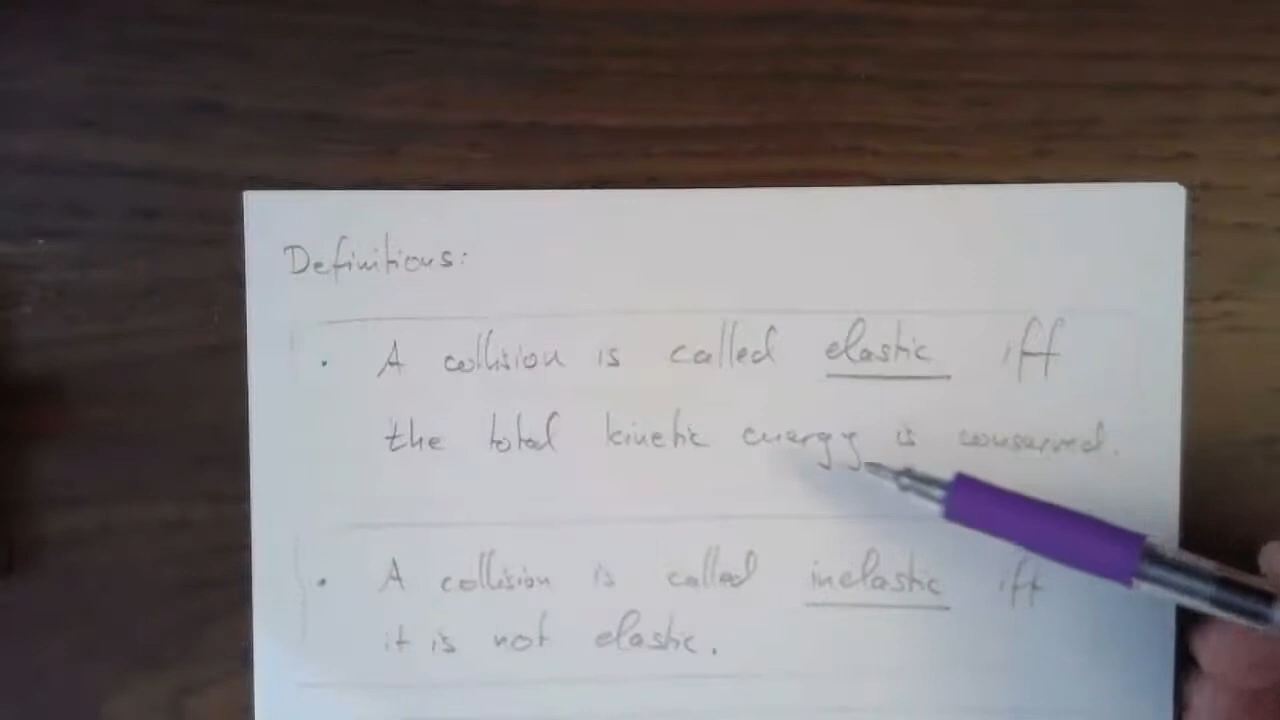 Definitions:
· A collision is called elastic iff
the total kinetic energy is conserved.
· A collision is called inelastic iff
it is not elastic.